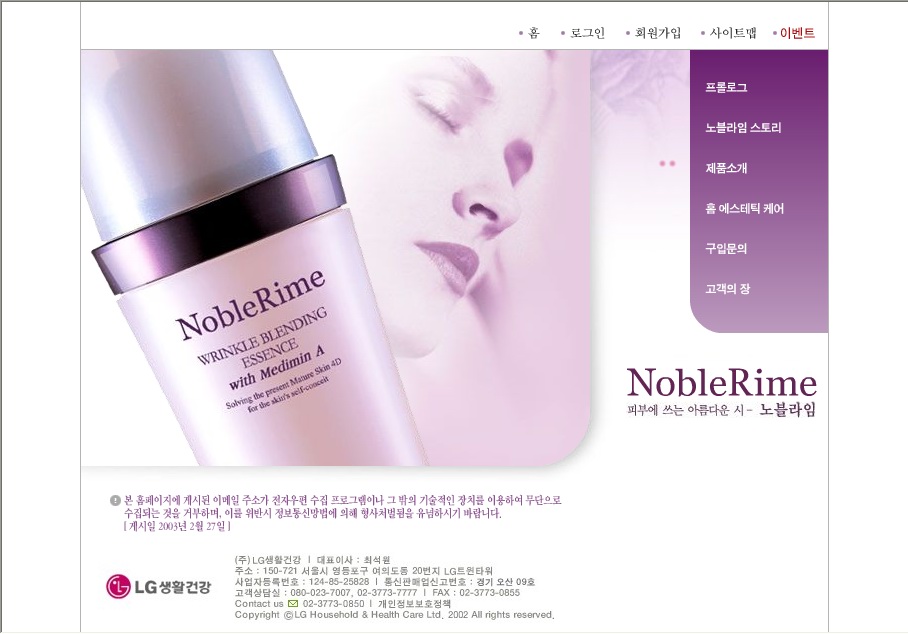 홈 로그인 회원가입 사이트맵 이벤트
프롤로그
노블라임 스토리
제품소개
홈 에스테틱 케어
구입문의
고객의 장
NobleRime
WRINKLE BLENDING
ESSENCE
with Medimin A
Solving the present Mature Skin 4D
for the skin's self-conceit
NobleRime
피부에 쓰는 아름다운 시 - 노블라임
본 홈페이지에 게시된 이메일 주소가 전자우편 수집 프로그램이나 그 밖의 기술적인 장치를 이용하여 무단으로
수집되는 것을 거부하며, 이를 위반시 정보통신망법에 의해 형사처벌됨을 유념하시기 바랍니다.
[ 게시일 2003년 2월 27일 ]
LG생활건강
(주) LG생활건강 | 대표이사 : 최석원
주소 : 150-721 서울시 영등포구 여의도동 20번지 LG트윈타워
사업자등록번호 : 124-85-25828 | 통신판매업신고번호 : 경기 오산 09호
고객상담실 : 080-023-7007, 02-3773-7777 | FAX : 02-3773-0855
Contact us 02-3773-0850 | 개인정보보호정책
Copyright ⓒ LG Household & Health Care Ltd, 2002 All rights reserved.